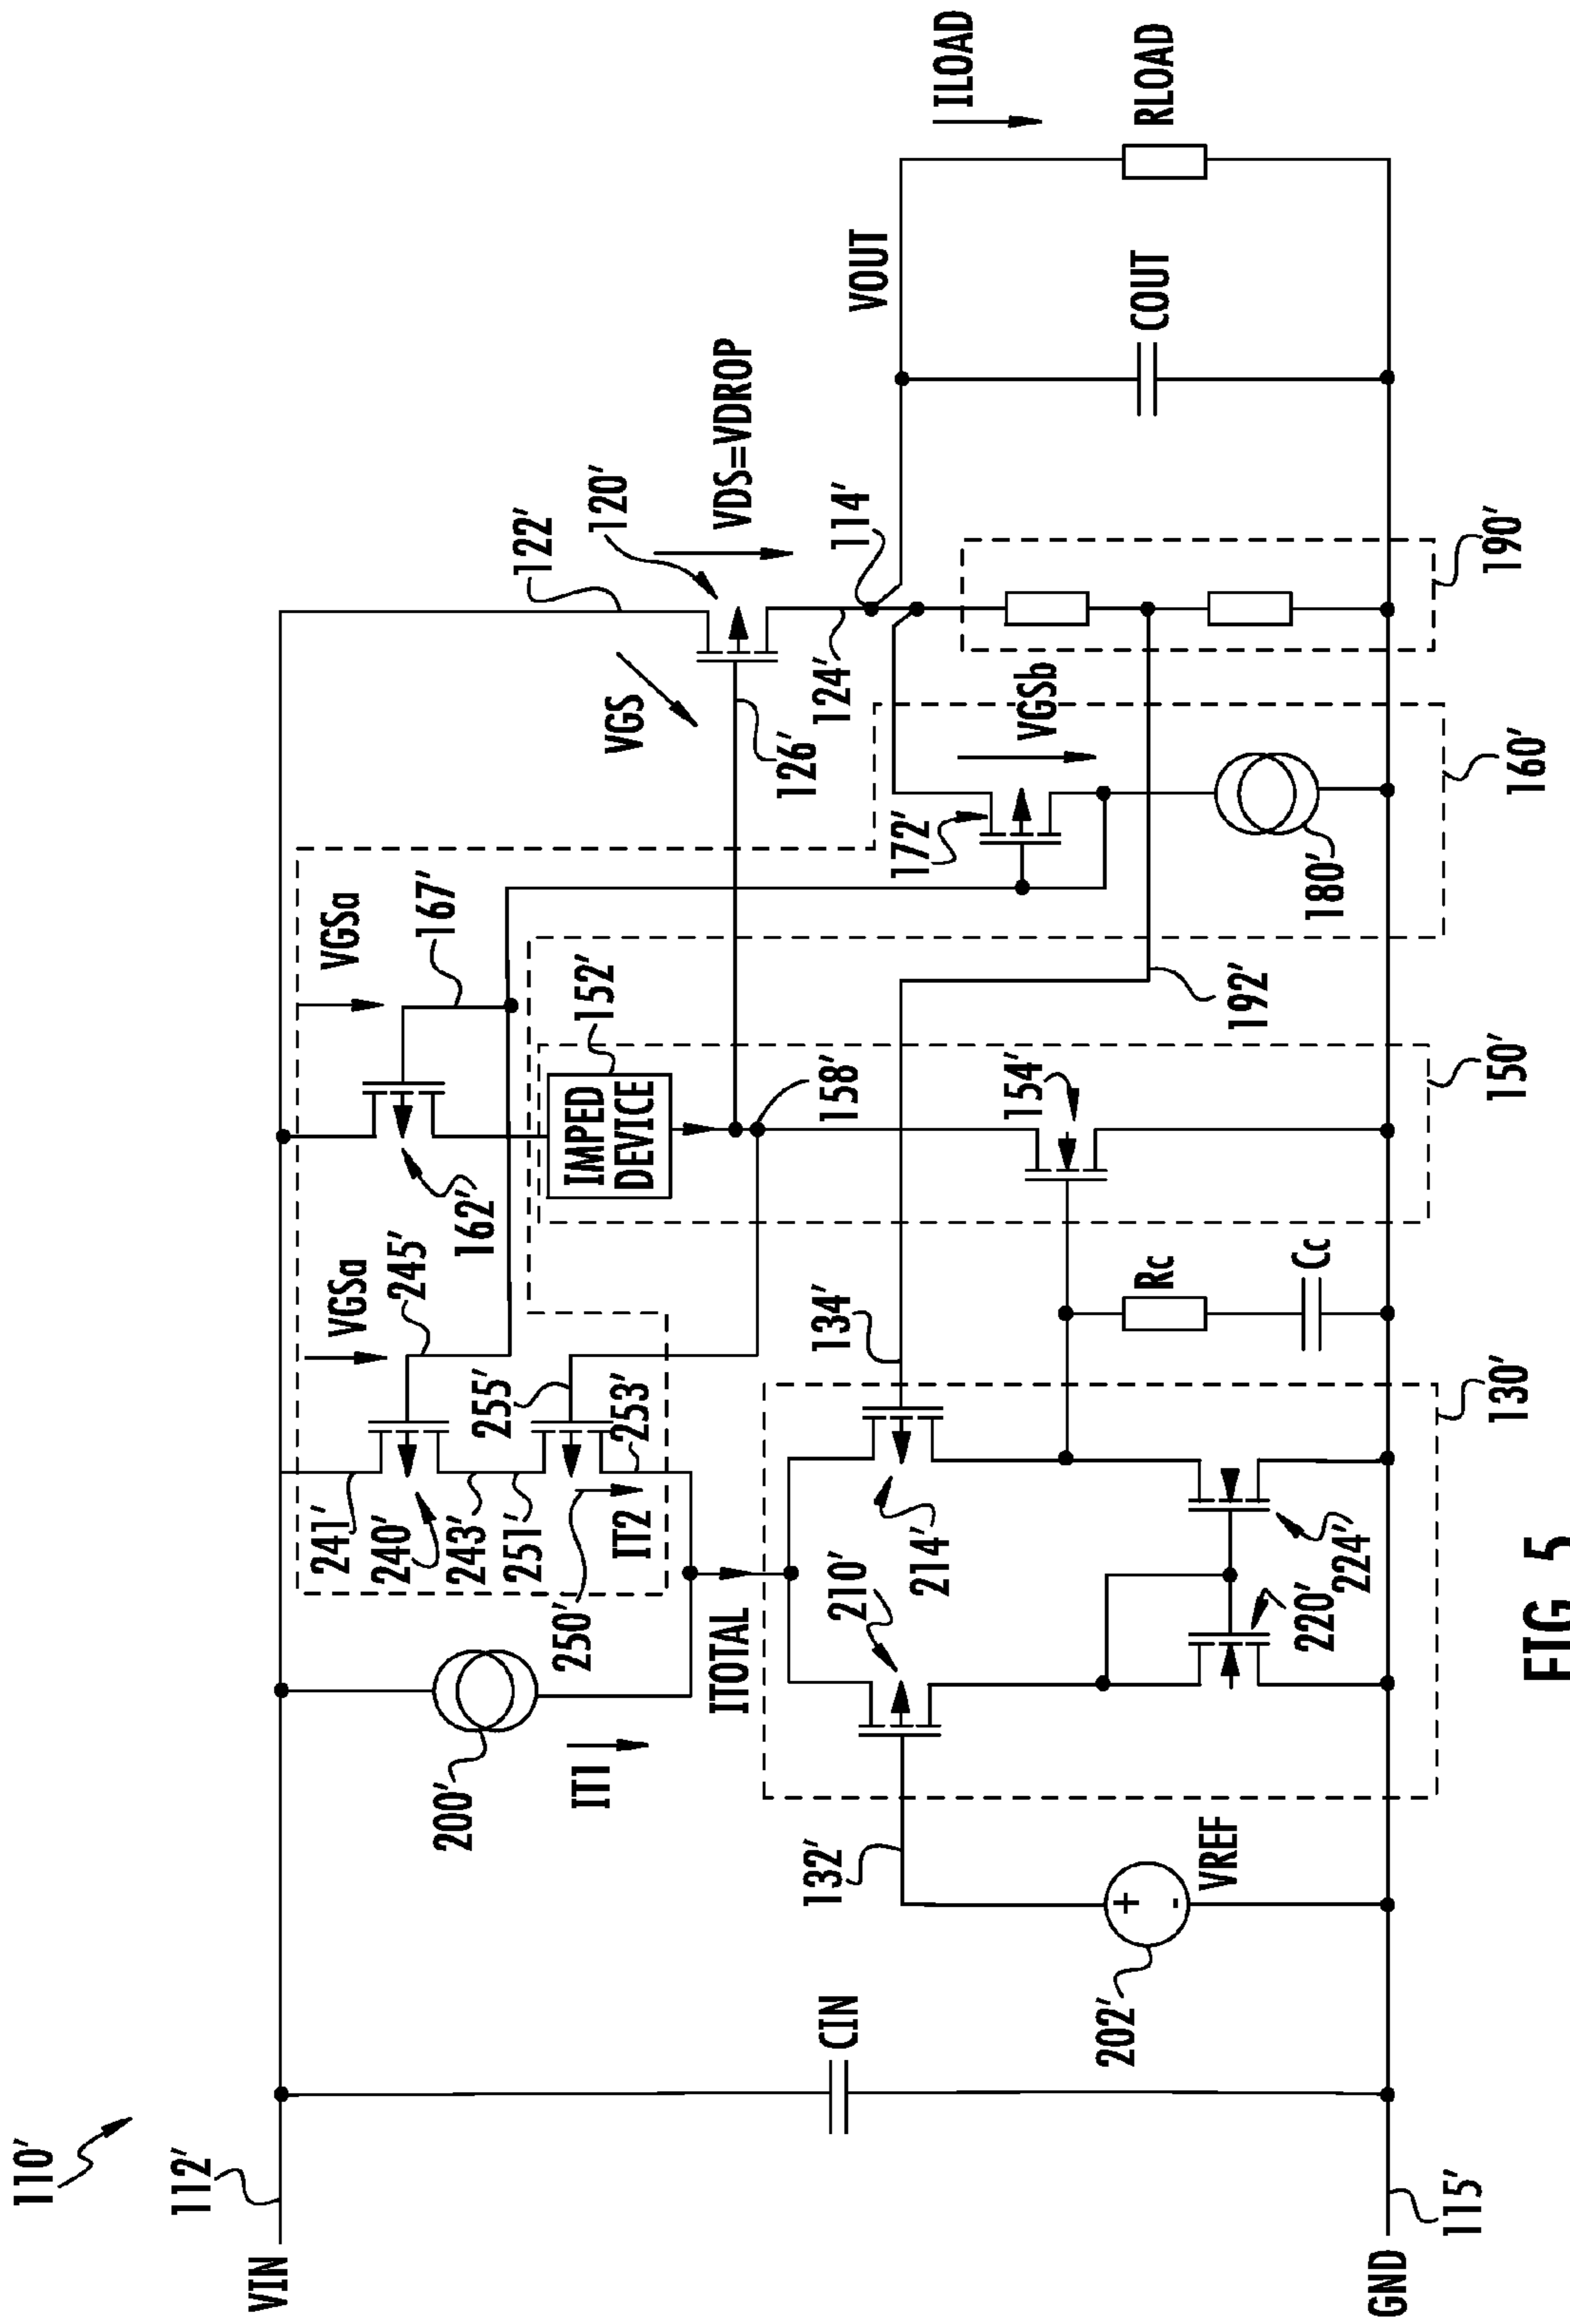 110'
112'
VIN
CIN
GND
115'
200'
IT1
ITOTAL
132'
202'
+
-
VREF
VGSa
245'
241'
240'
243'
251'
255'
253'
250'
IT2
210'
214'
134'
220'
224'
130'
Rc
Cc
VGSa
167'
162'
IMPED
DEVICE
152'
158'
154'
150'
192'
VGS
122'
120'
VDS=VDROP
126'
124'
114'
172'
VGSb
180'
160'
190'
VOUT
COUT
ILOAD
RLOAD
FIG. 5